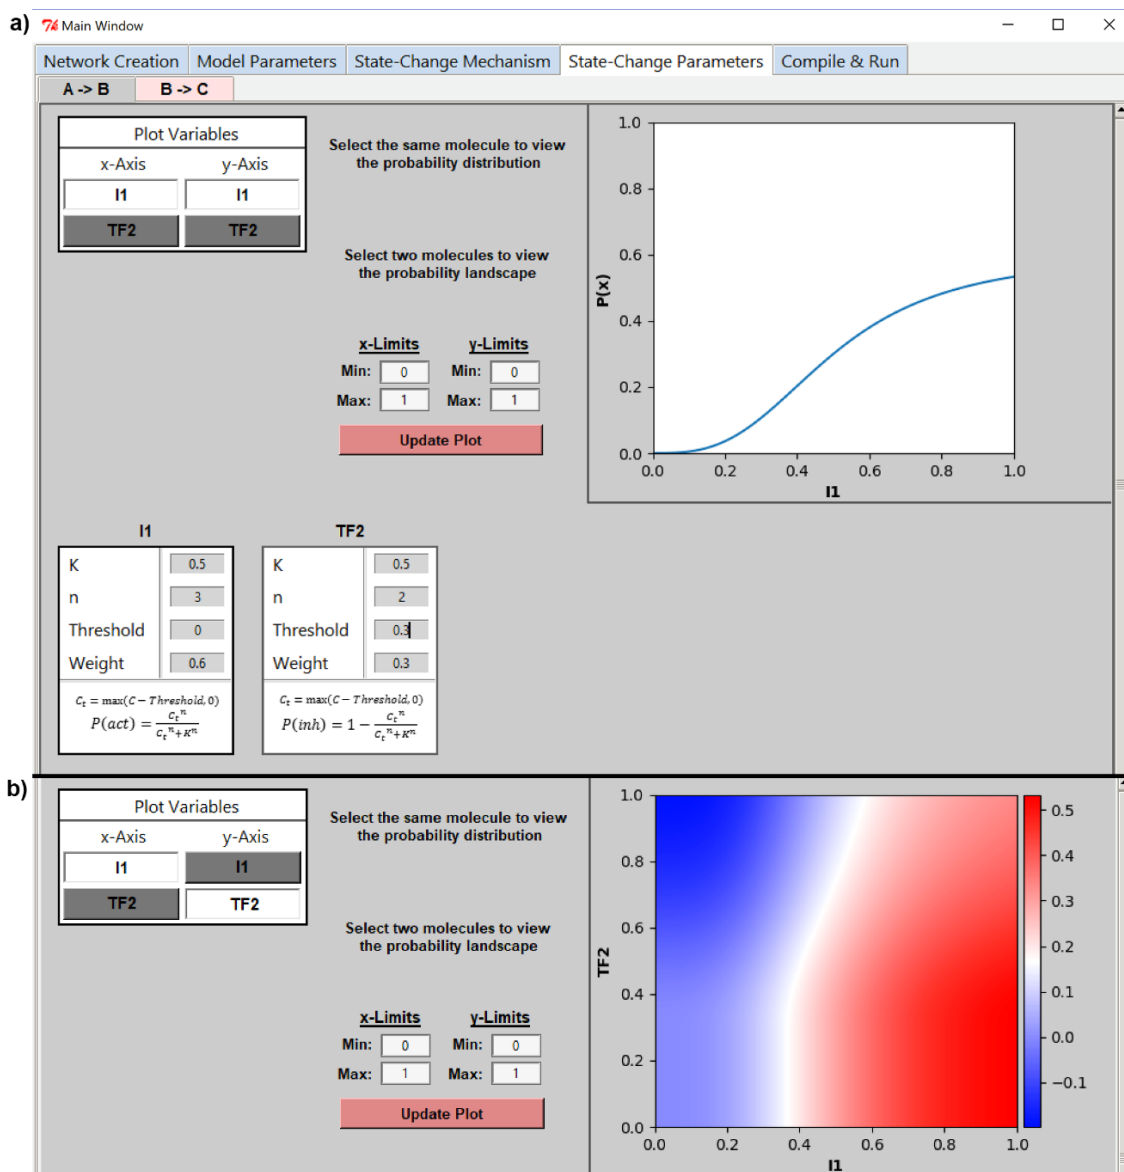 a)
Main Window
Network Creation Model Parameters State-Change Mechanism State-Change Parameters Compile & Run
A -> B B -> C
Plot Variables
x-Axis y-Axis
I1 I1
TF2 TF2
Select the same molecule to view
the probability distribution
Select two molecules to view
the probability landscape
x-Limits y-Limits
Min: 0 Min: 0
Max: 1 Max: 1
Update Plot
1.0
0.8
0.6
0.4
0.2
0.0
P(x)
0.0 0.2 0.4 0.6 0.8 1.0
I1
I1
K 0.5
n 3
Threshold 0
Weight 0.6
C_t = max(C − Threshold, 0)
P(act) = C_t^n / (C_t^n + K^n)
TF2
K 0.5
n 2
Threshold 0.3
Weight 0.3
C_t = max(C − Threshold, 0)
P(inh) = 1 − C_t^n / (C_t^n + K^n)
b)
Plot Variables
x-Axis y-Axis
I1 I1
TF2 TF2
Select the same molecule to view
the probability distribution
Select two molecules to view
the probability landscape
x-Limits y-Limits
Min: 0 Min: 0
Max: 1 Max: 1
Update Plot
1.0
0.8
0.6
0.4
0.2
0.0
TF2
0.0 0.2 0.4 0.6 0.8 1.0
I1
0.5
0.4
0.3
0.2
0.1
0.0
−0.1